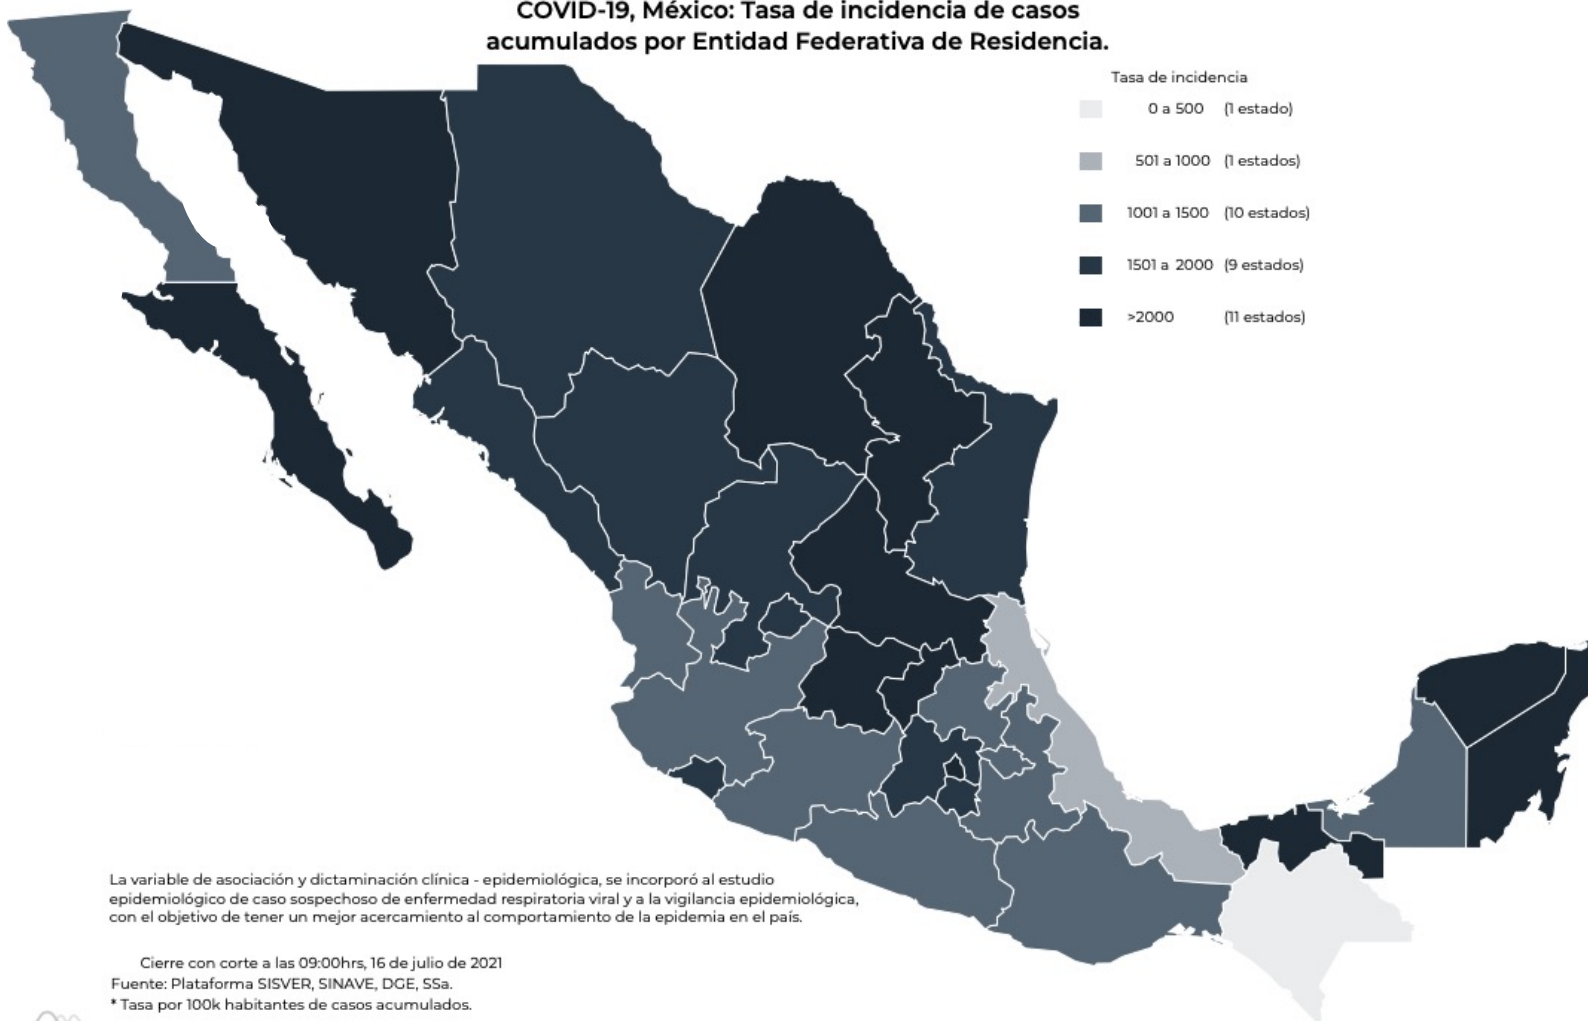 COVID-19, México: Tasa de incidencia de casos
acumulados por Entidad Federativa de Residencia.
Tasa de incidencia
0 a 500 (1 estado)
501 a 1000 (1 estados)
1001 a 1500 (10 estados)
1501 a 2000 (9 estados)
>2000 (11 estados)
La variable de asociación y dictaminación clínica - epidemiológica, se incorporó al estudio
epidemiológico de caso sospechoso de enfermedad respiratoria viral y a la vigilancia epidemiológica,
con el objetivo de tener un mejor acercamiento al comportamiento de la epidemia en el país.
Cierre con corte a las 09:00hrs, 16 de julio de 2021
Fuente: Plataforma SISVER, SINAVE, DGE, SSa.
* Tasa por 100k habitantes de casos acumulados.